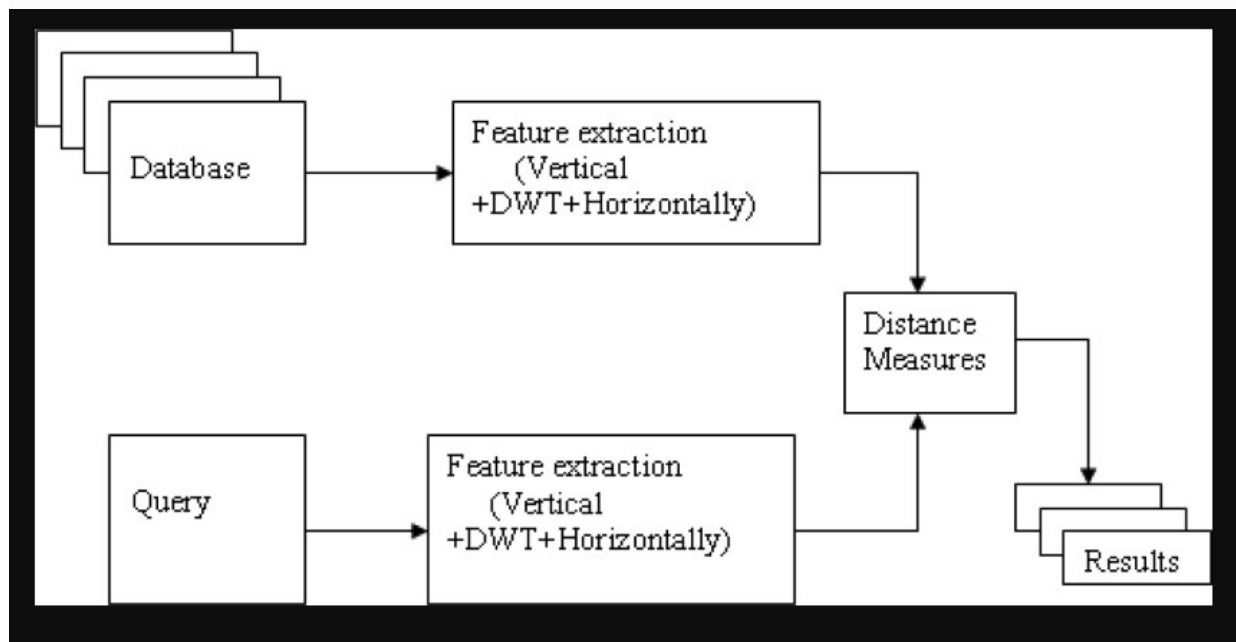 Database
Feature extraction
(Vertical
+DWT+Horizontally)
Distance
Measures
Query
Feature extraction
(Vertical
+DWT+Horizontally)
Results